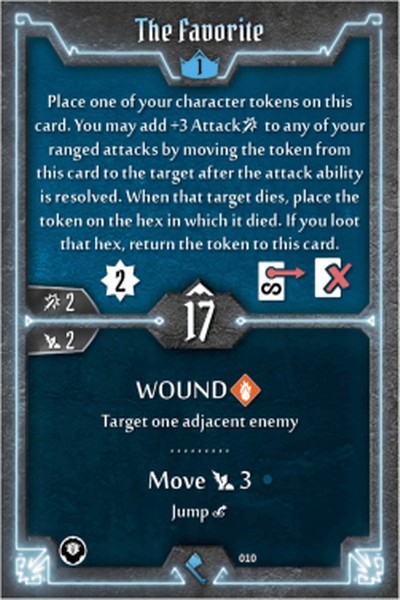 The Favorite
1
Place one of your character tokens on this
card. You may add +3 Attack to any of your
ranged attacks by moving the token from
this card to the target after the attack ability
is resolved. When that target dies, place the
token on the hex in which it died. If you loot
that hex, return the token to this card.
2
2
17
2
WOUND
Target one adjacent enemy
Move 3
Jump
010